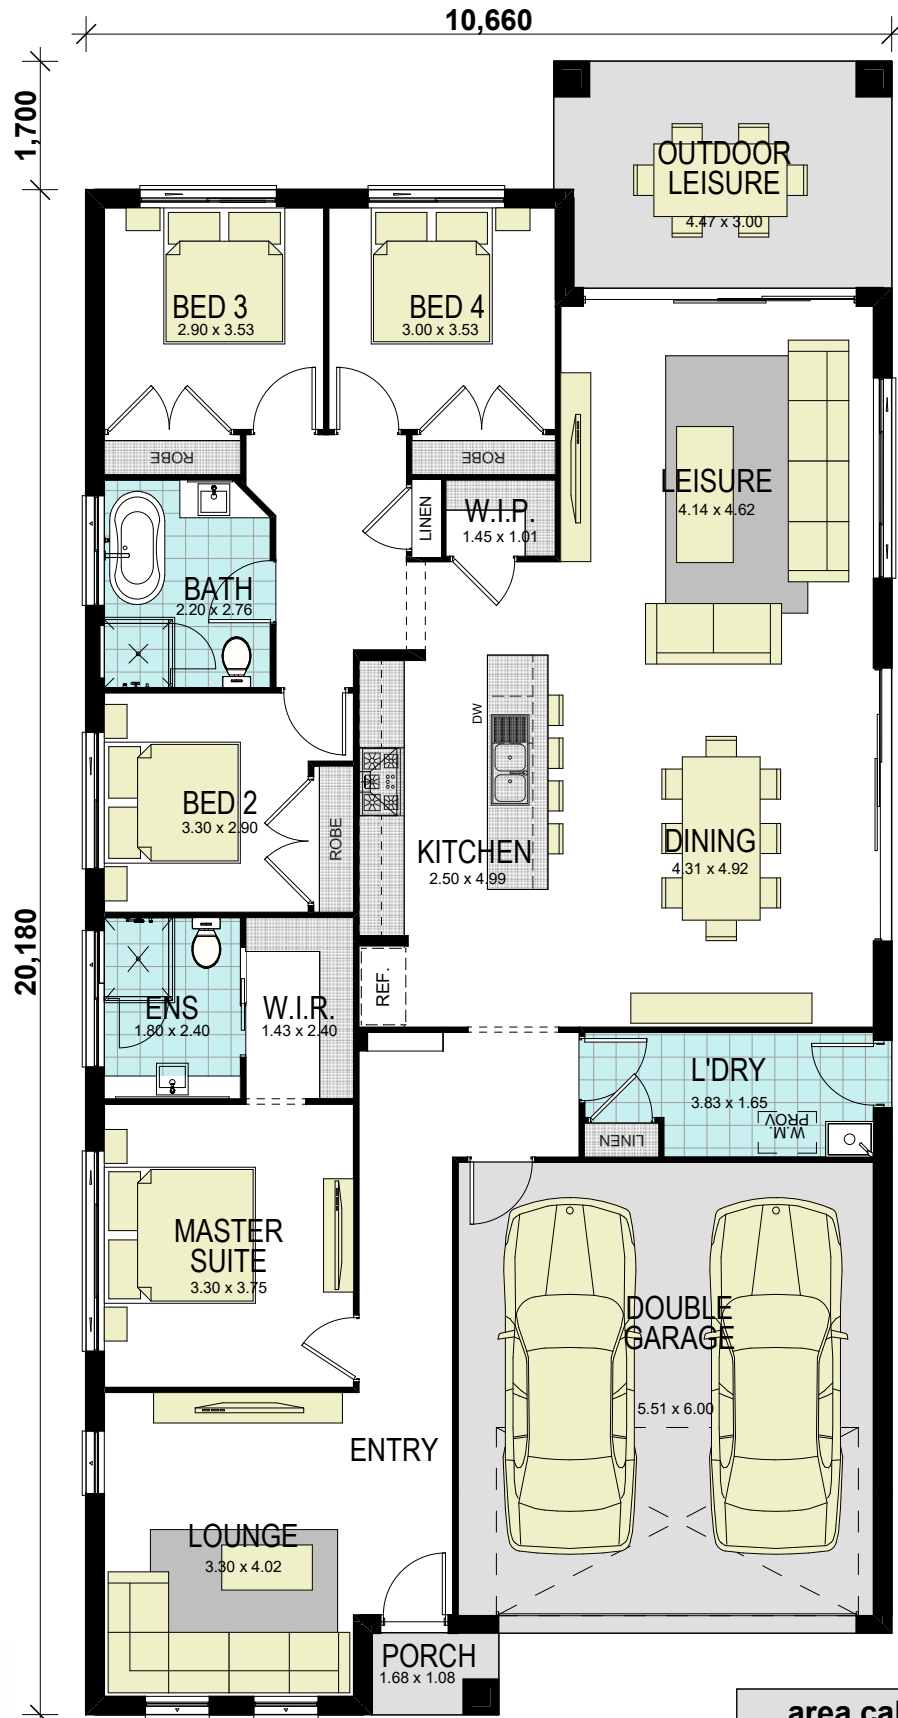 10,660
1,700
OUTDOOR
LEISURE
4.47 x 3.00
BED 3
2.90 x 3.53
BED 4
3.00 x 3.53
ROBE
ROBE
LEISURE
4.14 x 4.62
LINEN
W.I.P.
1.45 x 1.01
BATH
2.20 x 2.76
DW
BED 2
3.30 x 2.90
ROBE
KITCHEN
2.50 x 4.99
DINING
4.31 x 4.92
20,180
ENS
1.80 x 2.40
W.I.R.
1.43 x 2.40
REF.
L'DRY
3.83 x 1.65
W.M.
PROV.
LINEN
MASTER
SUITE
3.30 x 3.75
DOUBLE
GARAGE
5.51 x 6.00
ENTRY
LOUNGE
3.30 x 4.02
PORCH
1.68 x 1.08
area cal